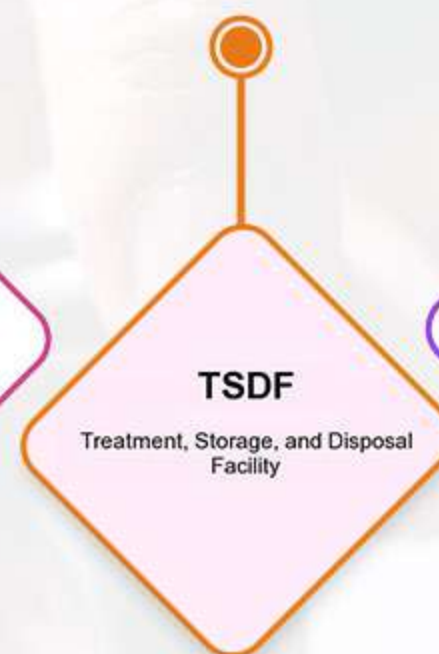 TSDF
Treatment, Storage, and Disposal
Facility